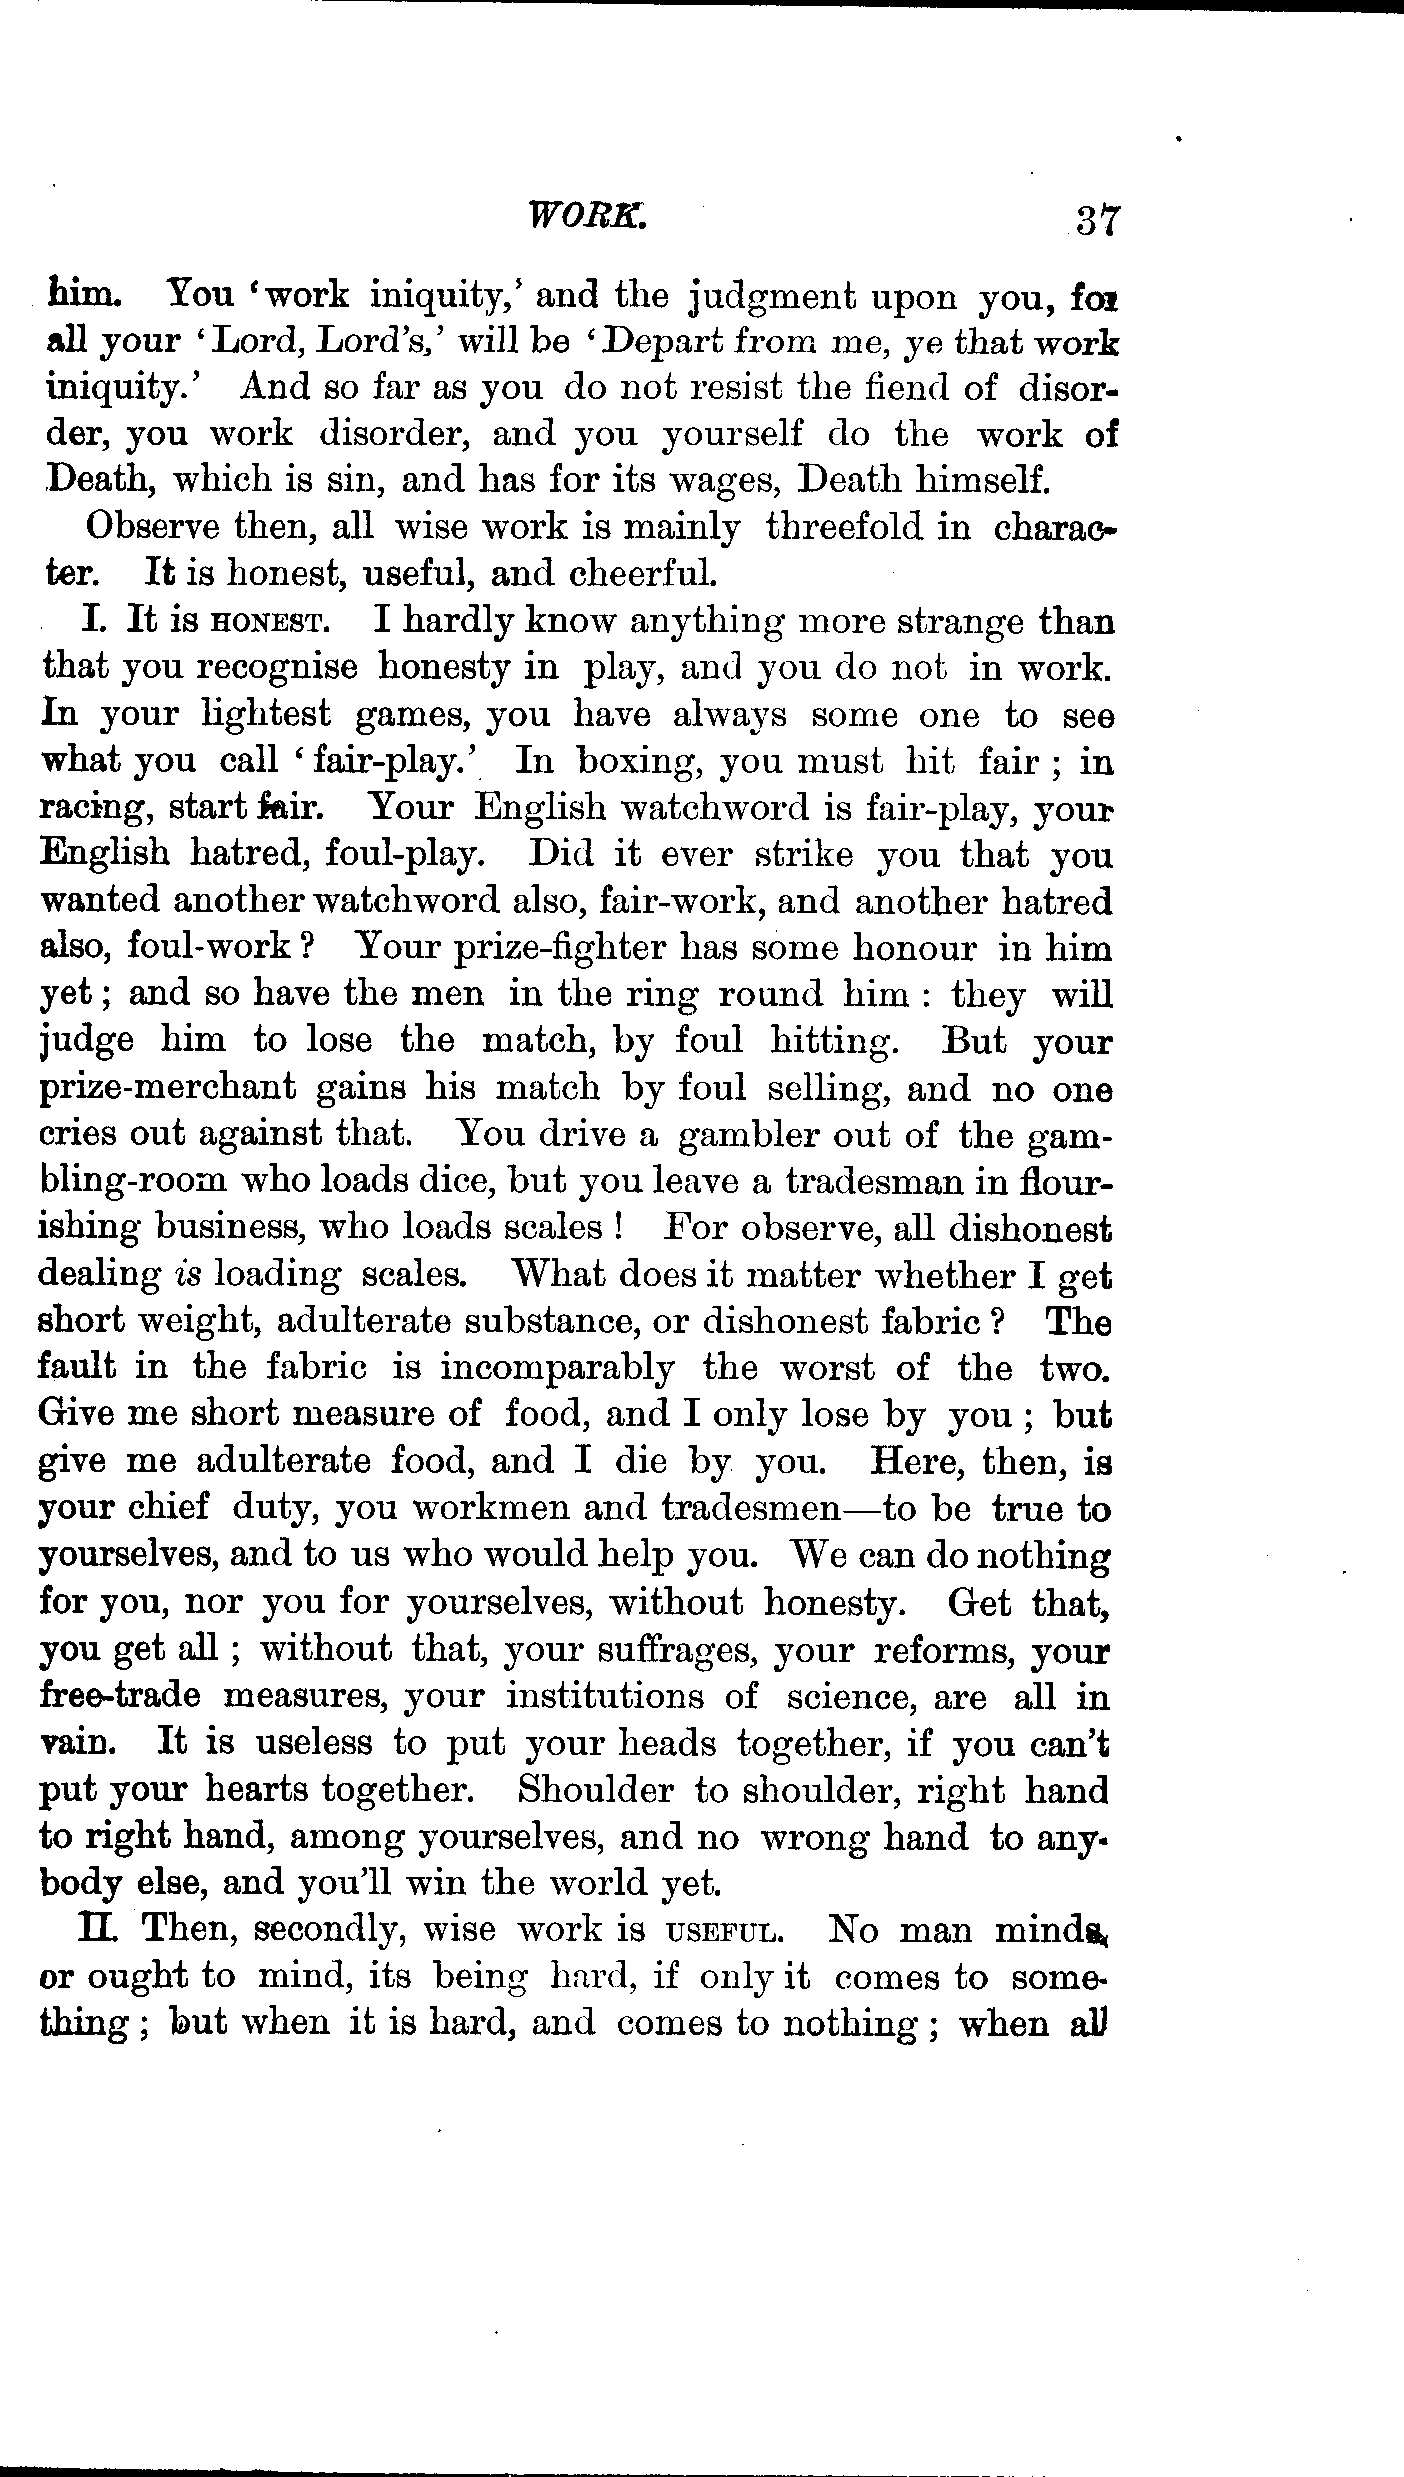 WORK. 37
him. You 'work iniquity,' and the judgment upon you, for
all your 'Lord, Lord's,' will be 'Depart from me, ye that work
iniquity.' And so far as you do not resist the fiend of disor-
der, you work disorder, and you yourself do the work of
Death, which is sin, and has for its wages, Death himself.
Observe then, all wise work is mainly threefold in charac-
ter. It is honest, useful, and cheerful.
I. It is HONEST. I hardly know anything more strange than
that you recognise honesty in play, and you do not in work.
In your lightest games, you have always some one to see
what you call 'fair-play.' In boxing, you must hit fair; in
racing, start fair. Your English watchword is fair-play, your
English hatred, foul-play. Did it ever strike you that you
wanted another watchword also, fair-work, and another hatred
also, foul-work? Your prize-fighter has some honour in him
yet; and so have the men in the ring round him: they will
judge him to lose the match, by foul hitting. But your
prize-merchant gains his match by foul selling, and no one
cries out against that. You drive a gambler out of the gam-
bling-room who loads dice, but you leave a tradesman in flour-
ishing business, who loads scales! For observe, all dishonest
dealing is loading scales. What does it matter whether I get
short weight, adulterate substance, or dishonest fabric? The
fault in the fabric is incomparably the worst of the two.
Give me short measure of food, and I only lose by you; but
give me adulterate food, and I die by you. Here, then, is
your chief duty, you workmen and tradesmen—to be true to
yourselves, and to us who would help you. We can do nothing
for you, nor you for yourselves, without honesty. Get that,
you get all; without that, your suffrages, your reforms, your
free-trade measures, your institutions of science, are all in
vain. It is useless to put your heads together, if you can't
put your hearts together. Shoulder to shoulder, right hand
to right hand, among yourselves, and no wrong hand to any-
body else, and you'll win the world yet.
II. Then, secondly, wise work is USEFUL. No man minds,
or ought to mind, its being hard, if only it comes to some-
thing; but when it is hard, and comes to nothing; when all